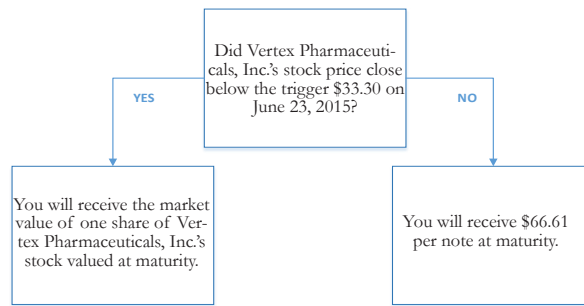 Did Vertex Pharmaceuti-
cals, Inc.'s stock price close
below the trigger $33.30 on
June 23, 2015?
YES
NO
You will receive the market
value of one share of Ver-
tex Pharmaceuticals, Inc.'s
stock valued at maturity.
You will receive $66.61
per note at maturity.